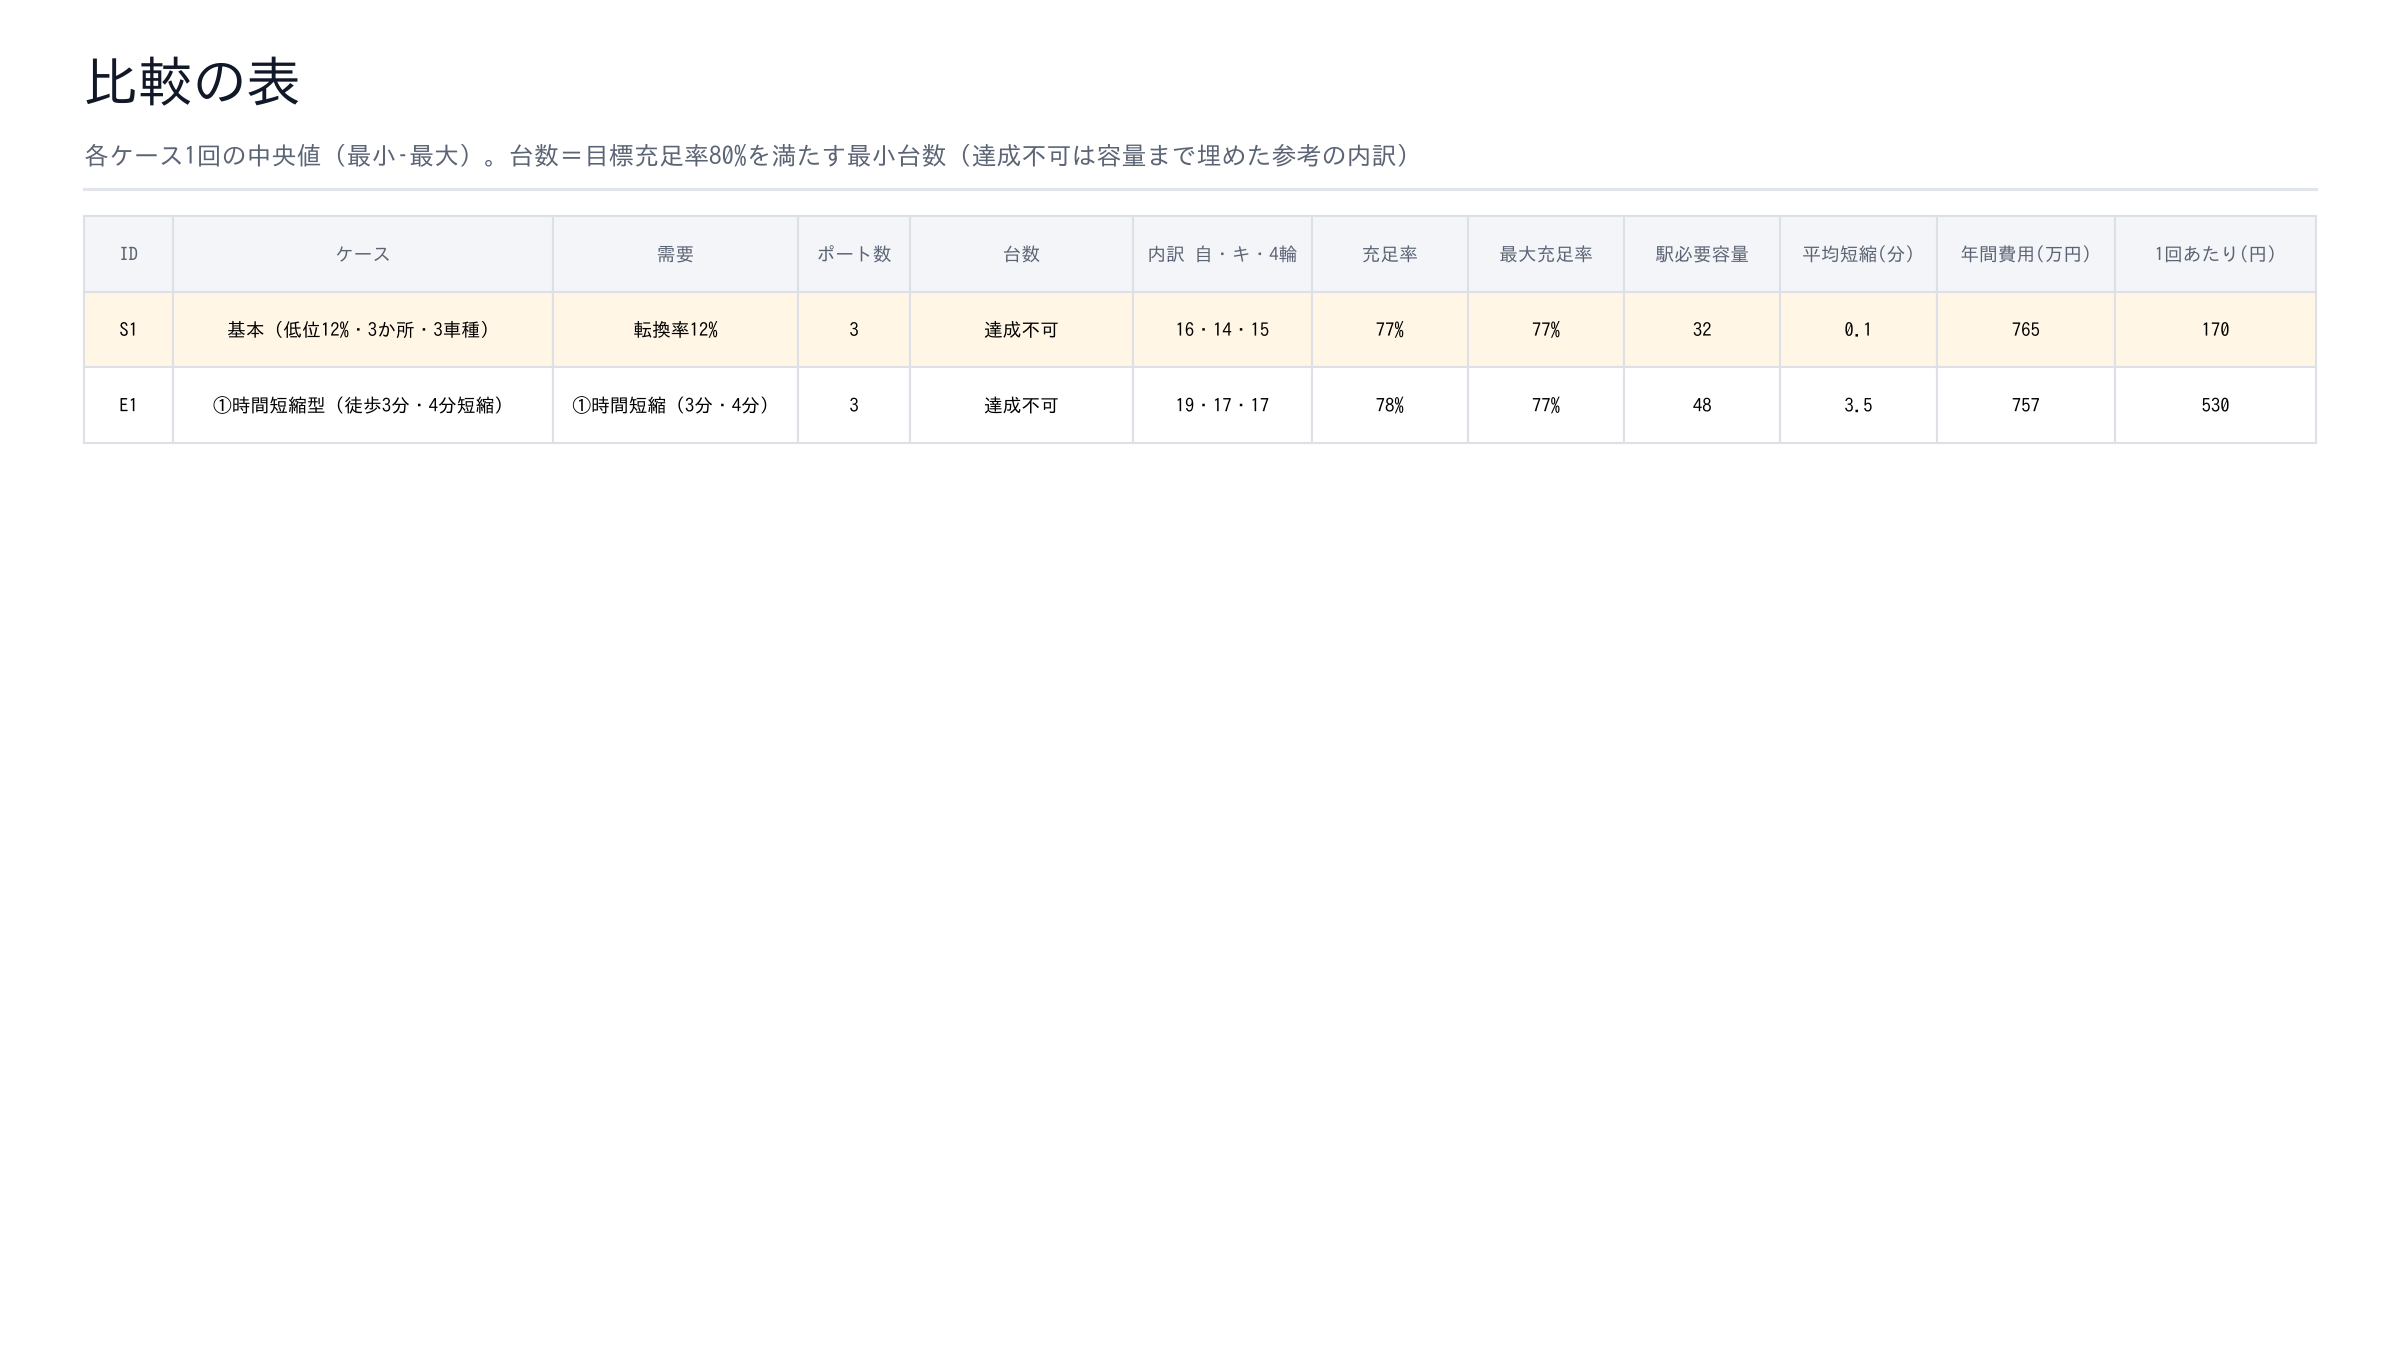 比較の表
各ケース1回の中央値（最小-最大）。台数＝目標充足率80%を満たす最小台数（達成不可は容量まで埋めた参考の内訳）
ID ケース 需要 ポート数 台数 内訳 自・キ・4輪 充足率 最大充足率 駅必要容量 平均短縮(分) 年間費用(万円) 1回あたり(円)
S1 基本（低位12%・3か所・3車種） 転換率12% 3 達成不可 16・14・15 77% 77% 32 0.1 765 170
E1 ①時間短縮型（徒歩3分・4分短縮） ①時間短縮（3分・4分） 3 達成不可 19・17・17 78% 77% 48 3.5 757 530